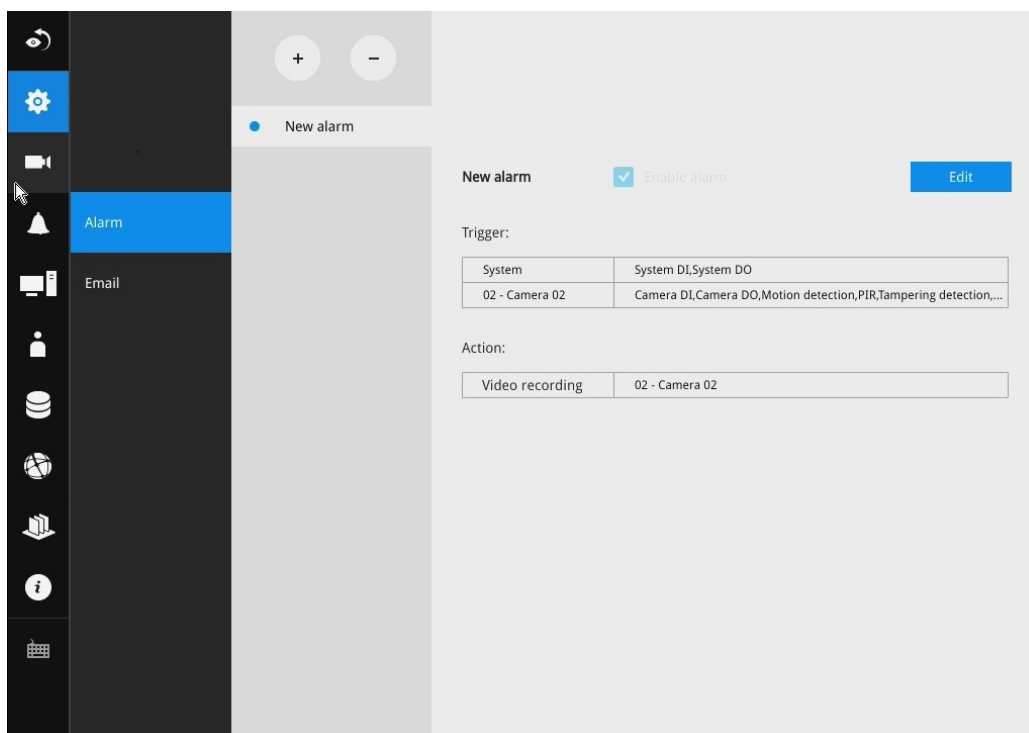 + -
New alarm
New alarm Enable alarm Edit
Alarm
Trigger:
System System DI,System DO
Email
02 - Camera 02 Camera DI,Camera DO,Motion detection,PIR,Tampering detection,...
Action:
Video recording 02 - Camera 02
i